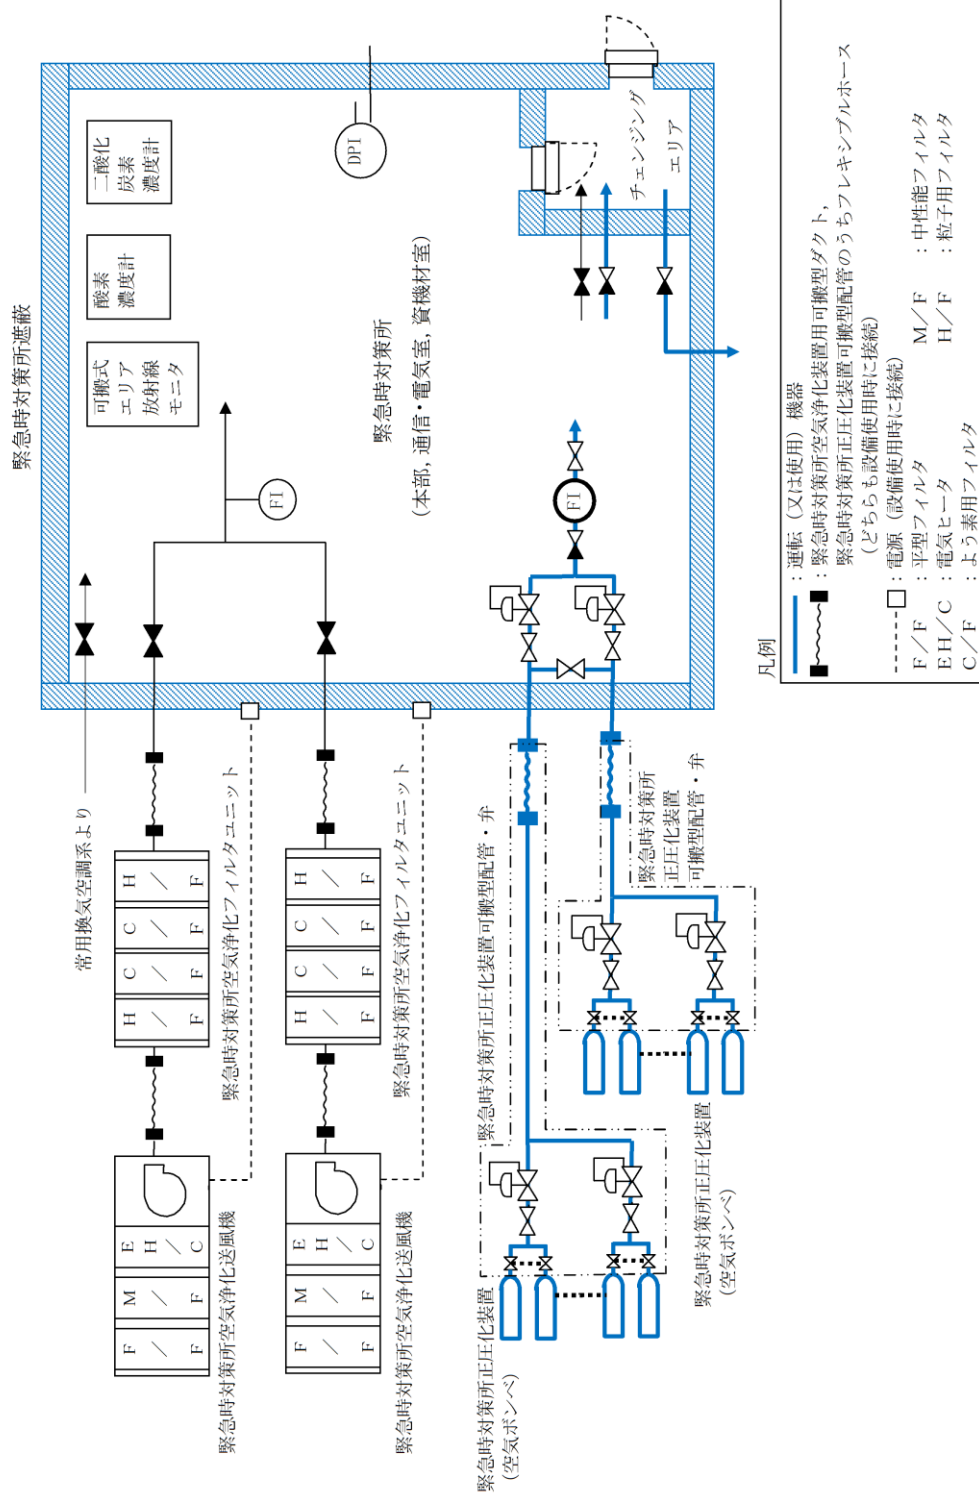 緊急時対策所遮蔽
可搬式
エリア
放射線
モニタ
酸素
濃度計
二酸化
炭素
濃度計
常用換気空調系より
FI
DPI
緊急時対策所
(本部,通信・電気室,資機材室)
チェンジング
エリア
FI
F/F
M/F
EH/C
H/F
C/F
C/F
H/F
緊急時対策所空気浄化送風機
緊急時対策所空気浄化フィルタユニット
F/F
M/F
EH/C
H/F
C/F
C/F
H/F
緊急時対策所空気浄化送風機
緊急時対策所空気浄化フィルタユニット
緊急時対策所正圧化装置可搬型配管・弁
緊急時対策所正圧化装置
(空気ボンベ)
緊急時対策所
正圧化装置
可搬型配管・弁
緊急時対策所正圧化装置
(空気ボンベ)
凡例
:運転(又は使用)機器
:緊急時対策所空気浄化装置用可搬型ダクト,
緊急時対策所正圧化装置可搬型配管のうちフレキシブルホース
(どちらも設備使用時に接続)
:電源(設備使用時に接続)
F/F :平型フィルタ M/F :中性能フィルタ
EH/C :電気ヒータ H/F :粒子用フィルタ
C/F :よう素用フィルタ